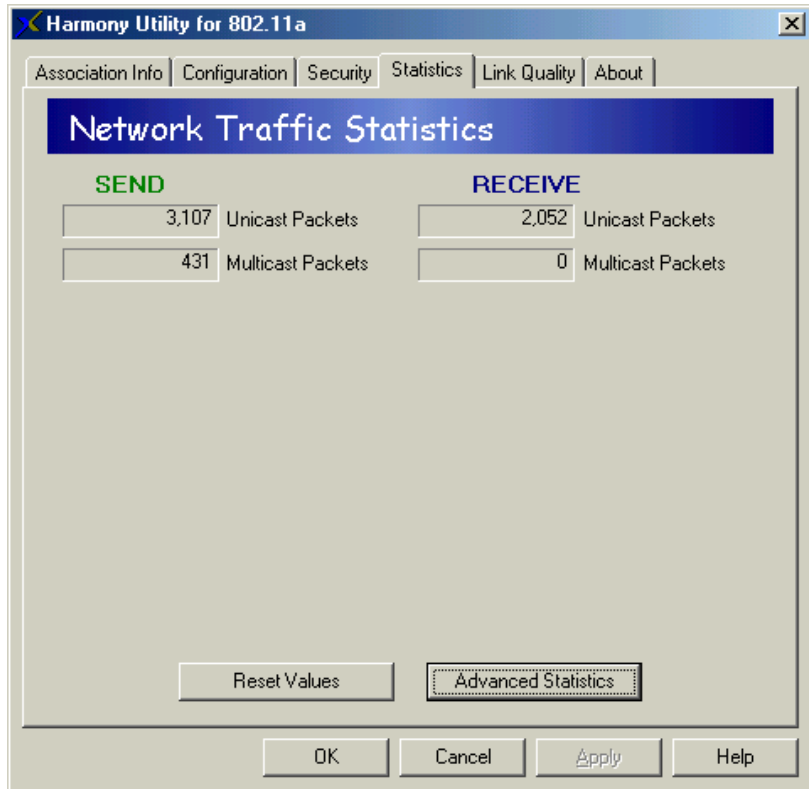 Harmony Utility for 802.11a
Association Info Configuration Security Statistics Link Quality About
Network Traffic Statistics
SEND RECEIVE
3,107 Unicast Packets 2,052 Unicast Packets
431 Multicast Packets 0 Multicast Packets
Reset Values Advanced Statistics
OK Cancel Apply Help